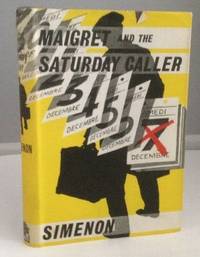 MAIGRET AND THE
SATURDAY CALLER
DECEMBRE
DECEMBRE
DECEMBRE
DECEMBRE
DECEMBRE
SIMENON
SIMENON